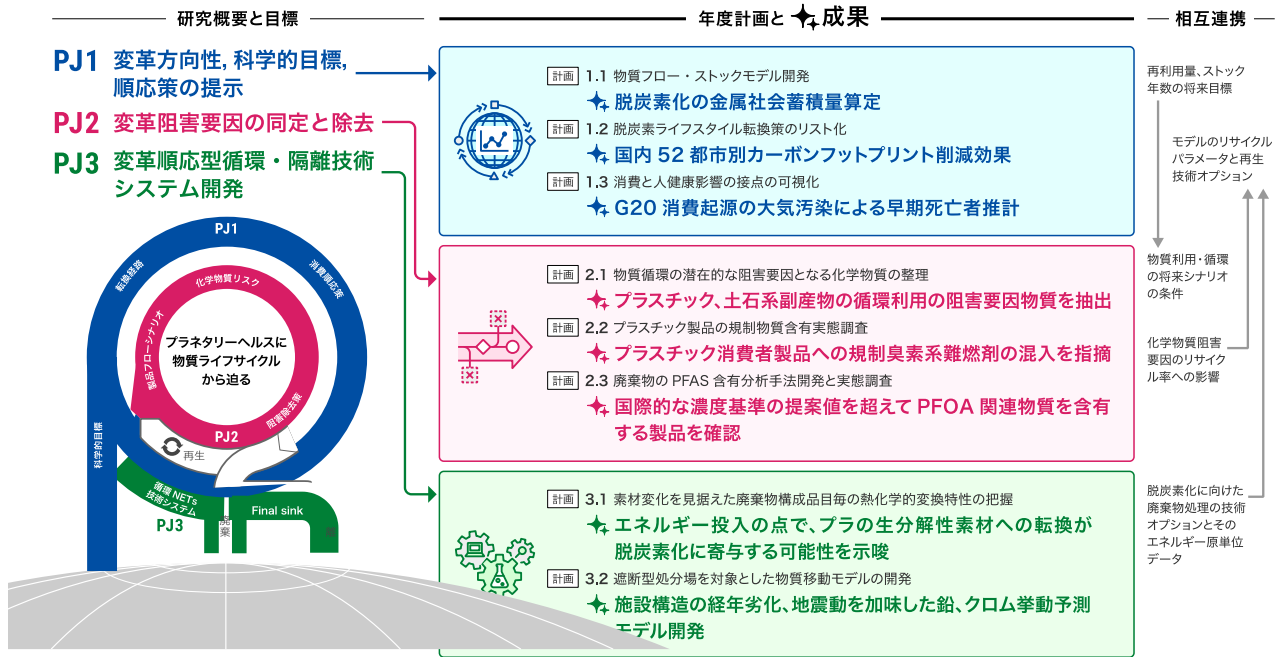 研究概要と目標
年度計画と成果
相互連携
PJ1 変革方向性, 科学的目標,
順応策の提示
PJ2 変革阻害要因の同定と除去
PJ3 変革順応型循環・隔離技術
システム開発
PJ1
転換経路
消費順応策
化学物質リスク
製品フローシナリオ
プラネタリーヘルスに
物質ライフサイクル
から迫る
阻害除去策
PJ2
科学的目標
再生
循環 NETs
技術システム
PJ3
廃棄
Final sink
計画 1.1 物質フロー・ストックモデル開発
脱炭素化の金属社会蓄積量算定
計画 1.2 脱炭素ライフスタイル転換策のリスト化
国内 52 都市別カーボンフットプリント削減効果
計画 1.3 消費と人健康影響の接点の可視化
G20 消費起源の大気汚染による早期死亡者推計
計画 2.1 物質循環の潜在的な阻害要因となる化学物質の整理
プラスチック、土石系副産物の循環利用の阻害要因物質を抽出
計画 2.2 プラスチック製品の規制物質含有実態調査
プラスチック消費者製品への規制臭素系難燃剤の混入を指摘
計画 2.3 廃棄物の PFAS 含有分析手法開発と実態調査
国際的な濃度基準の提案値を超えて PFOA 関連物質を含有
する製品を確認
計画 3.1 素材変化を見据えた廃棄物構成品目毎の熱化学的変換特性の把握
エネルギー投入の点で、プラの生分解性素材への転換が
脱炭素化に寄与する可能性を示唆
計画 3.2 遮断型処分場を対象とした物質移動モデルの開発
施設構造の経年劣化、地震動を加味した鉛、クロム挙動予測
モデル開発
再利用量、ストック
年数の将来目標
モデルのリサイクル
パラメータと再生
技術オプション
物質利用・循環
の将来シナリオ
の条件
化学物質阻害
要因のリサイク
ル率への影響
脱炭素化に向けた
廃棄物処理の技術
オプションとその
エネルギー原単位
データ